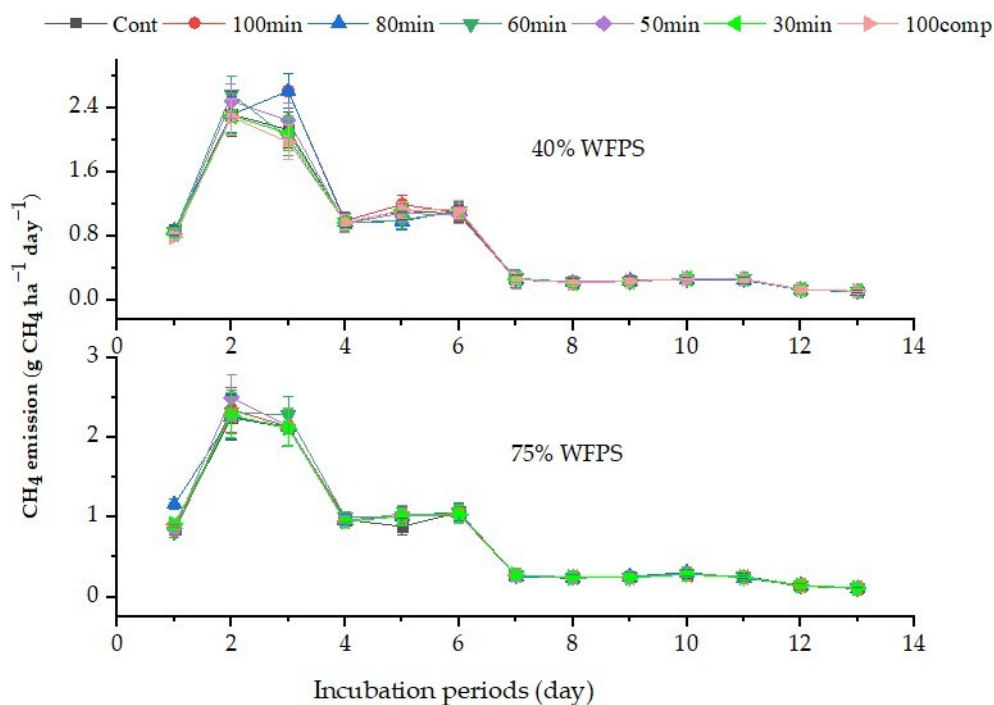 Cont 100min 80min 60min 50min 30min 100comp
2.4
40% WFPS
1.6
0.8
0.0
0 2 4 6 8 10 12 14
3
2
75% WFPS
1
0
0 2 4 6 8 10 12 14
CH₄ emission (g CH₄ ha⁻¹ day⁻¹)
Incubation periods (day)